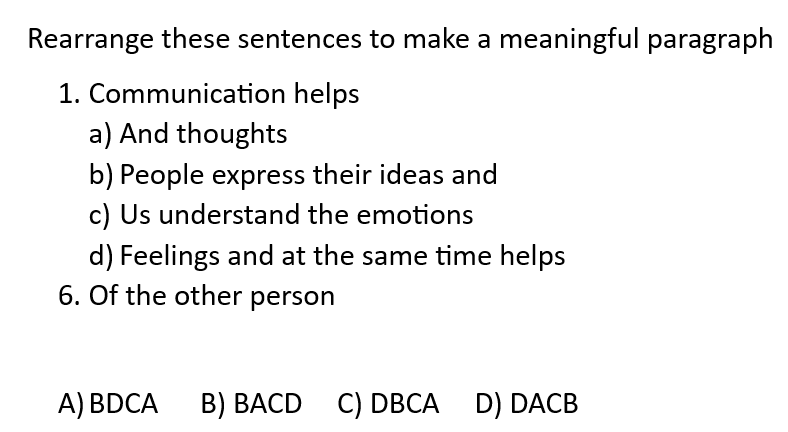 Rearrange these sentences to make a meaningful paragraph
1. Communication helps
a) And thoughts
b) People express their ideas and
c) Us understand the emotions
d) Feelings and at the same time helps
6. Of the other person
A) BDCA B) BACD C) DBCA D) DACB